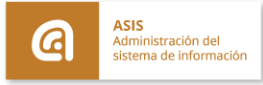 ASIS
Administración del
sistema de información